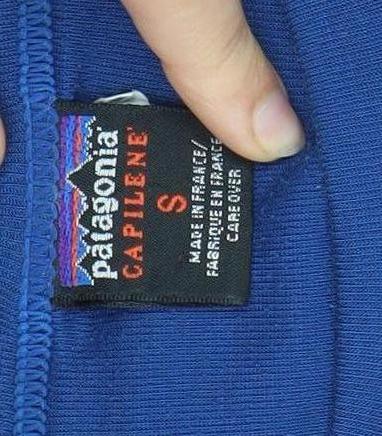 patagonia
CAPILENE®
S
MADE IN FRANCE/
FABRIQUE EN FRANCE
CARE OVER